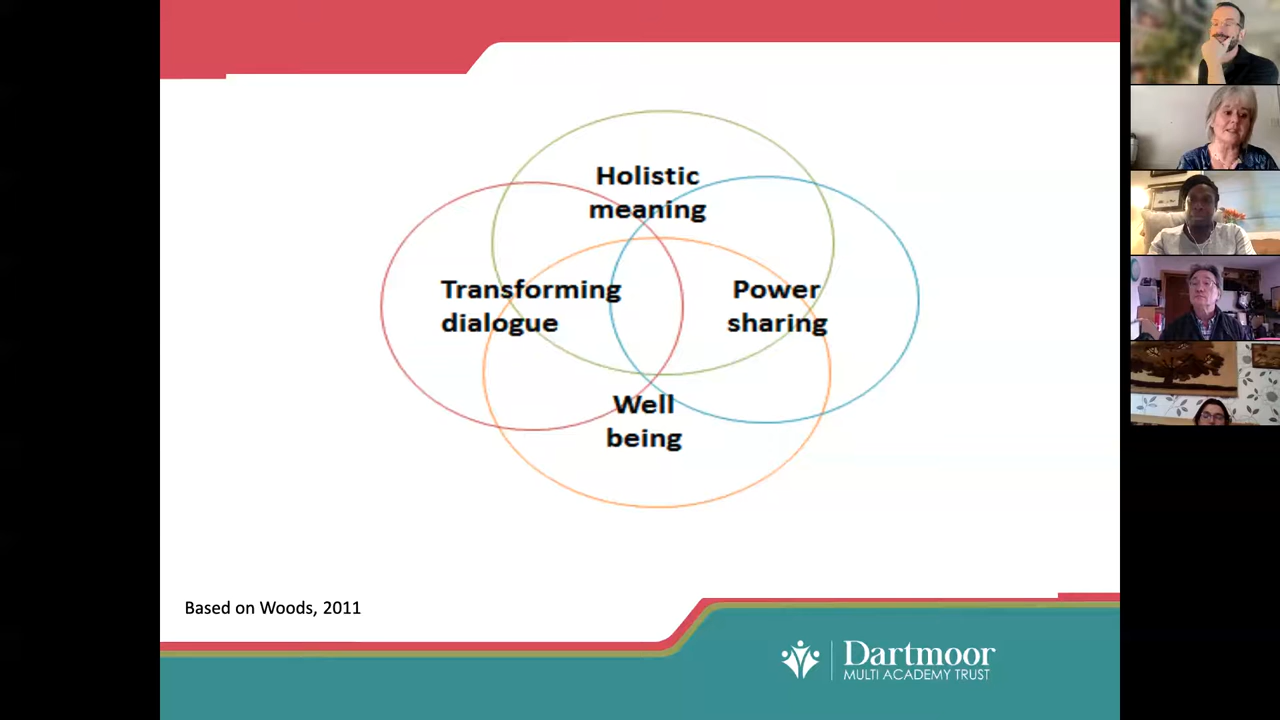 Holistic
meaning
Transforming
dialogue
Power
sharing
Well
being
Based on Woods, 2011
Dartmoor
MULTI ACADEMY TRUST